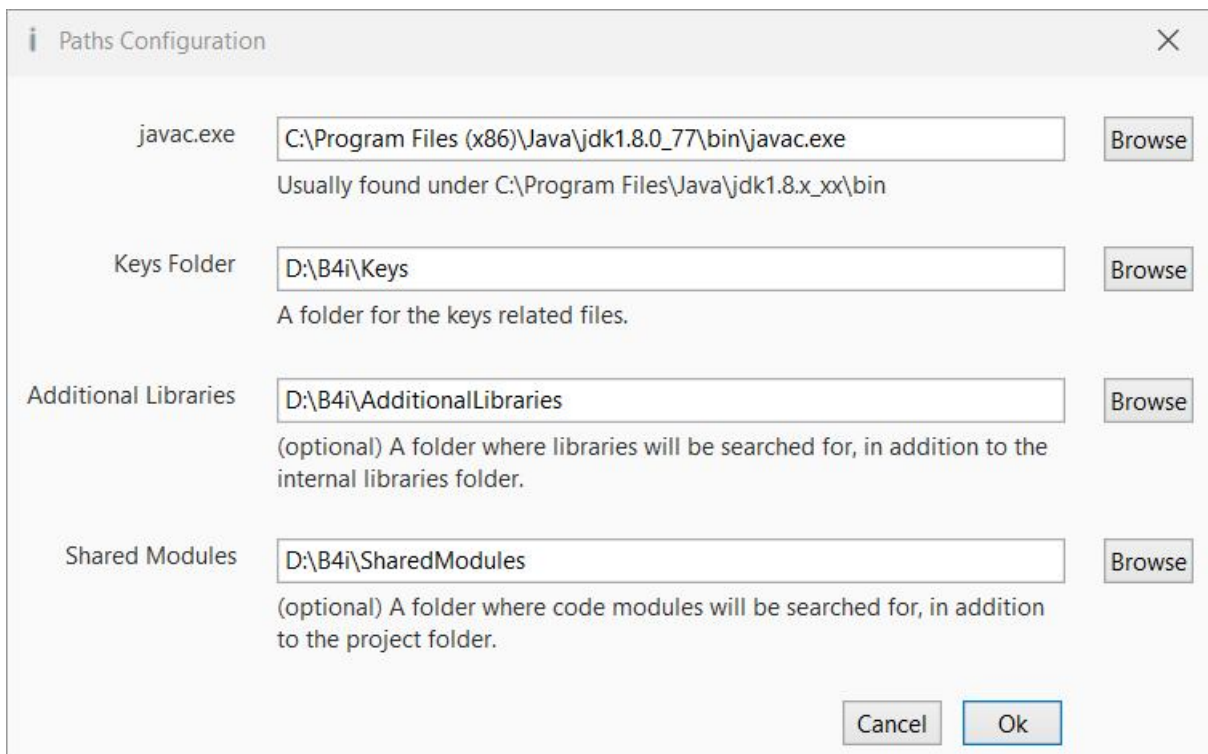 Paths Configuration
javac.exe
C:\Program Files (x86)\Java\jdk1.8.0_77\bin\javac.exe
Browse
Usually found under C:\Program Files\Java\jdk1.8.x_xx\bin
Keys Folder
D:\B4i\Keys
Browse
A folder for the keys related files.
Additional Libraries
D:\B4i\AdditionalLibraries
Browse
(optional) A folder where libraries will be searched for, in addition to the
internal libraries folder.
Shared Modules
D:\B4i\SharedModules
Browse
(optional) A folder where code modules will be searched for, in addition
to the project folder.
Cancel
Ok